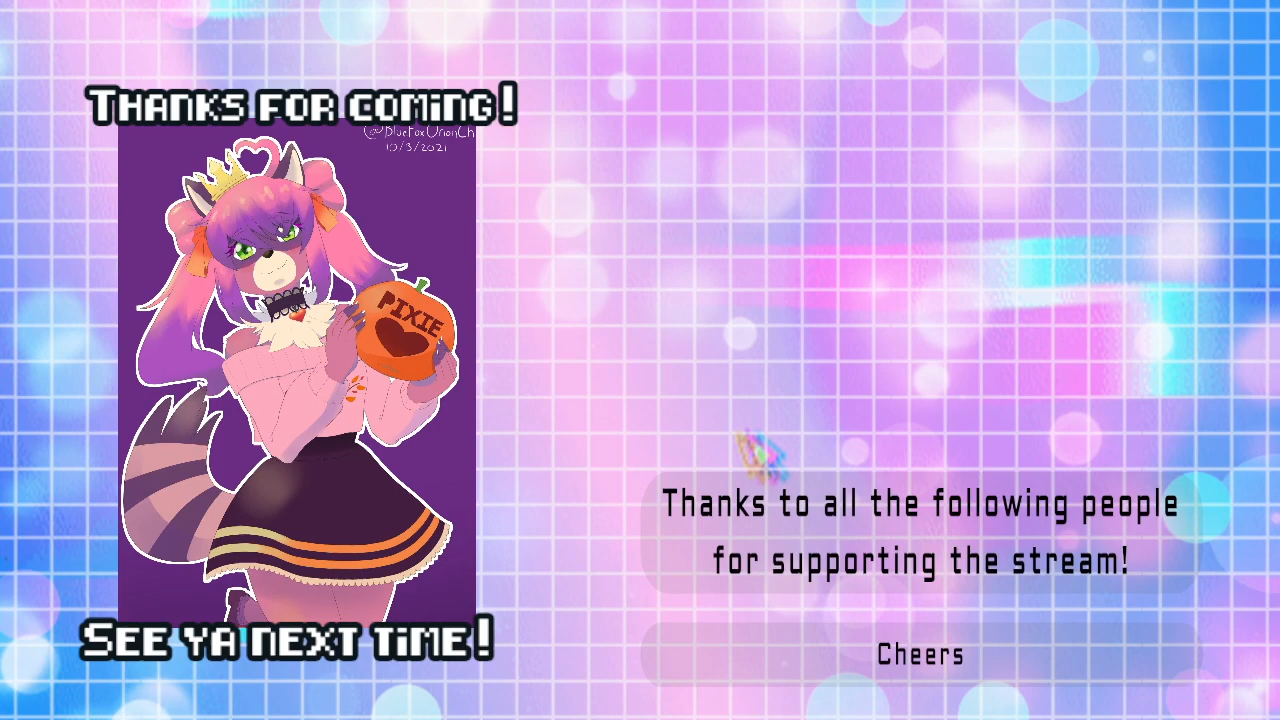 Thanks for coming!
@BlueFoxOrionCh
10/3/2021
PIXIE
See ya next time!
Thanks to all the following people
for supporting the stream!
Cheers